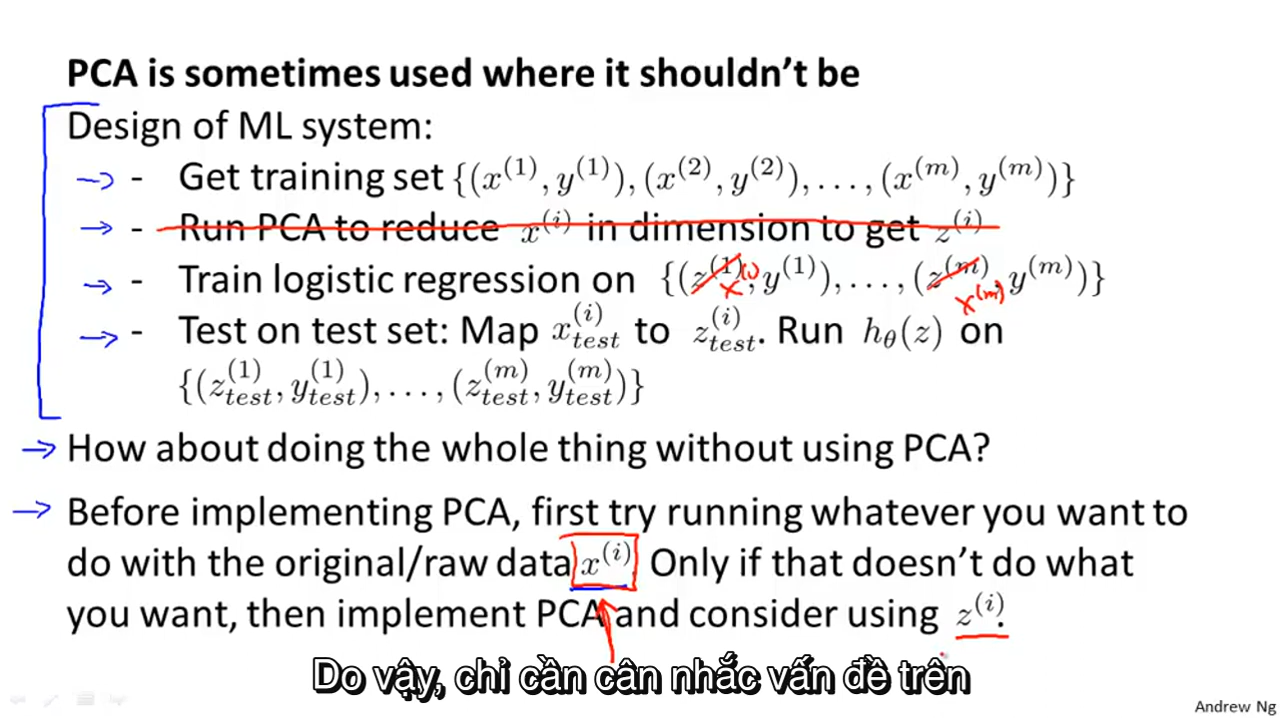 PCA is sometimes used where it shouldn't be
Design of ML system:
- Get training set {(x^(1), y^(1)), (x^(2), y^(2)), ..., (x^(m), y^(m))}
- Run PCA to reduce x^(i) in dimension to get z^(i)
- Train logistic regression on {(z^(1), y^(1)), ..., (z^(m), y^(m))}
x^(1)
x^(m)
- Test on test set: Map x_test^(i) to z_test^(i). Run h_θ(z) on
{(z_test^(1), y_test^(1)), ..., (z_test^(m), y_test^(m))}
How about doing the whole thing without using PCA?
Before implementing PCA, first try running whatever you want to
do with the original/raw data x^(i) Only if that doesn't do what
you want, then implement PCA and consider using z^(i).
Do vậy, chỉ cần cân nhắc vấn đề trên
Andrew Ng